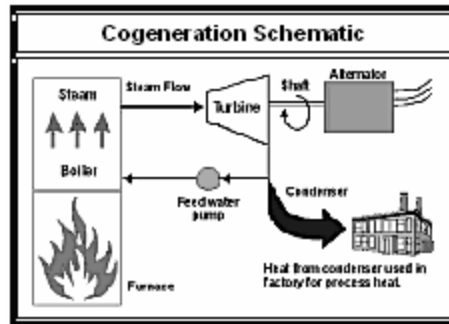 Cogeneration Schematic
Steam
Steam Flow
Turbine
Shaft
Alternator
Boiler
Feedwater
pump
Condenser
Furnace
Heat from condenser used in
factory for process heat.